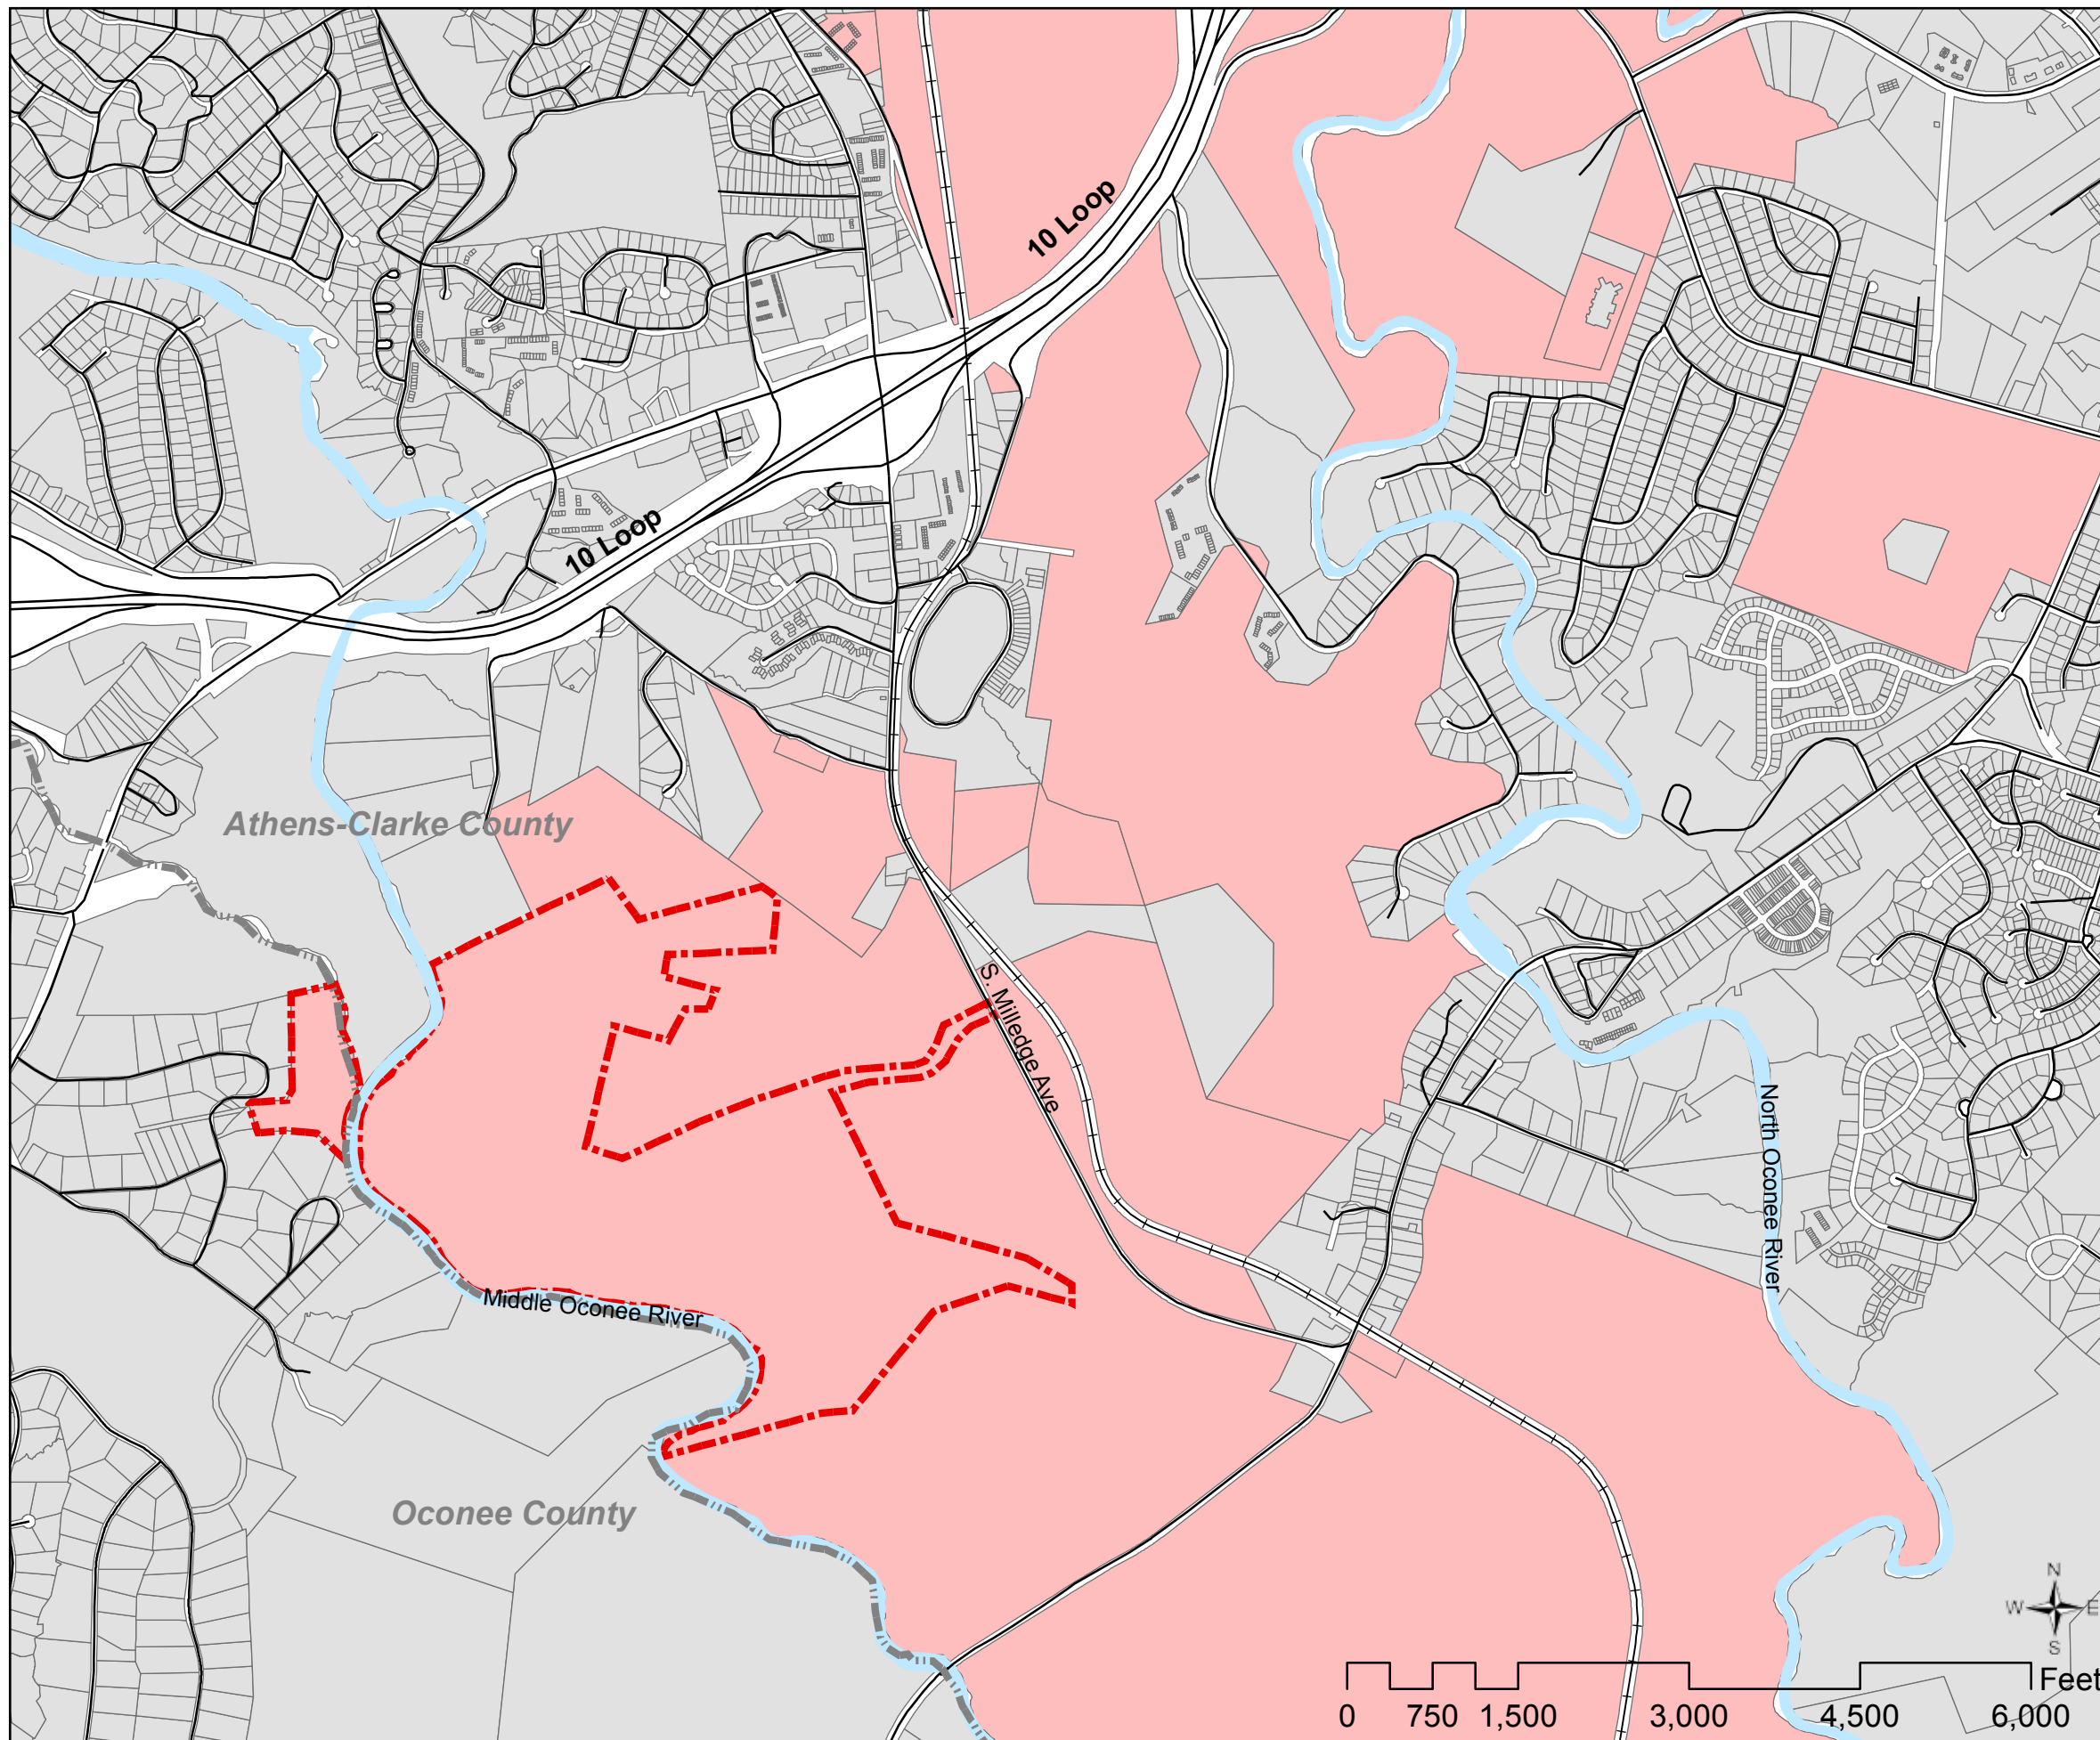 10 Loop
10 Loop
Athens-Clarke County
S. Milledge Ave
North Oconee River
Middle Oconee River
Oconee County
N
W E
S
Feet
0 750 1,500 3,000 4,500 6,000